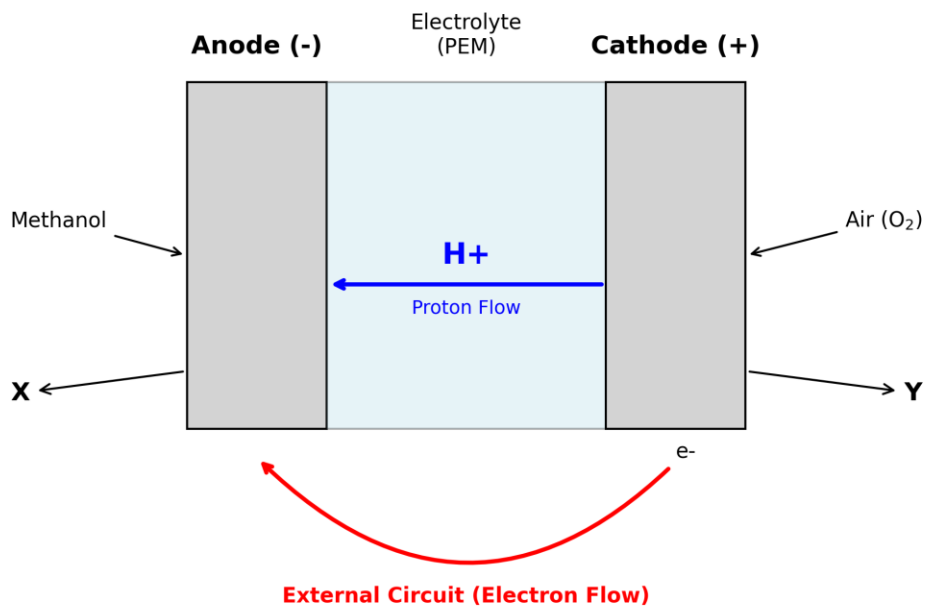 Electrolyte
(PEM)
Anode (-)
Cathode (+)
Methanol
Air (O₂)
H+
Proton Flow
X
Y
e-
External Circuit (Electron Flow)